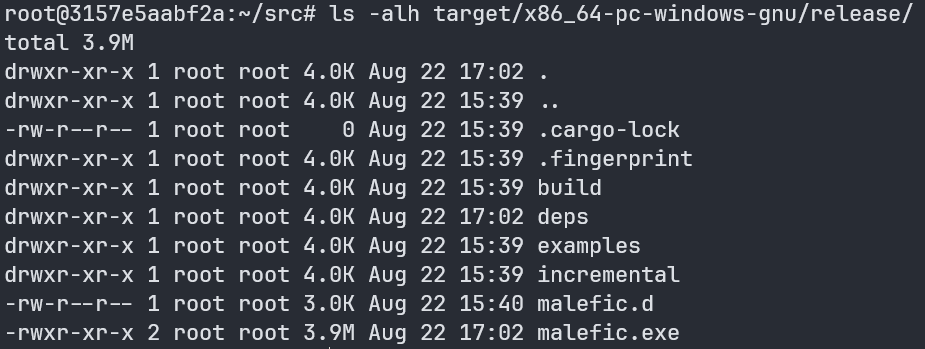 root@3157e5aabf2a:~/src# ls -alh target/x86_64-pc-windows-gnu/release/
total 3.9M
drwxr-xr-x 1 root root 4.0K Aug 22 17:02 .
drwxr-xr-x 1 root root 4.0K Aug 22 15:39 ..
-rw-r--r-- 1 root root    0 Aug 22 15:39 .cargo-lock
drwxr-xr-x 1 root root 4.0K Aug 22 15:39 .fingerprint
drwxr-xr-x 1 root root 4.0K Aug 22 15:39 build
drwxr-xr-x 1 root root 4.0K Aug 22 17:02 deps
drwxr-xr-x 1 root root 4.0K Aug 22 15:39 examples
drwxr-xr-x 1 root root 4.0K Aug 22 15:39 incremental
-rw-r--r-- 1 root root 3.0K Aug 22 15:40 malefic.d
-rwxr-xr-x 2 root root 3.9M Aug 22 17:02 malefic.exe